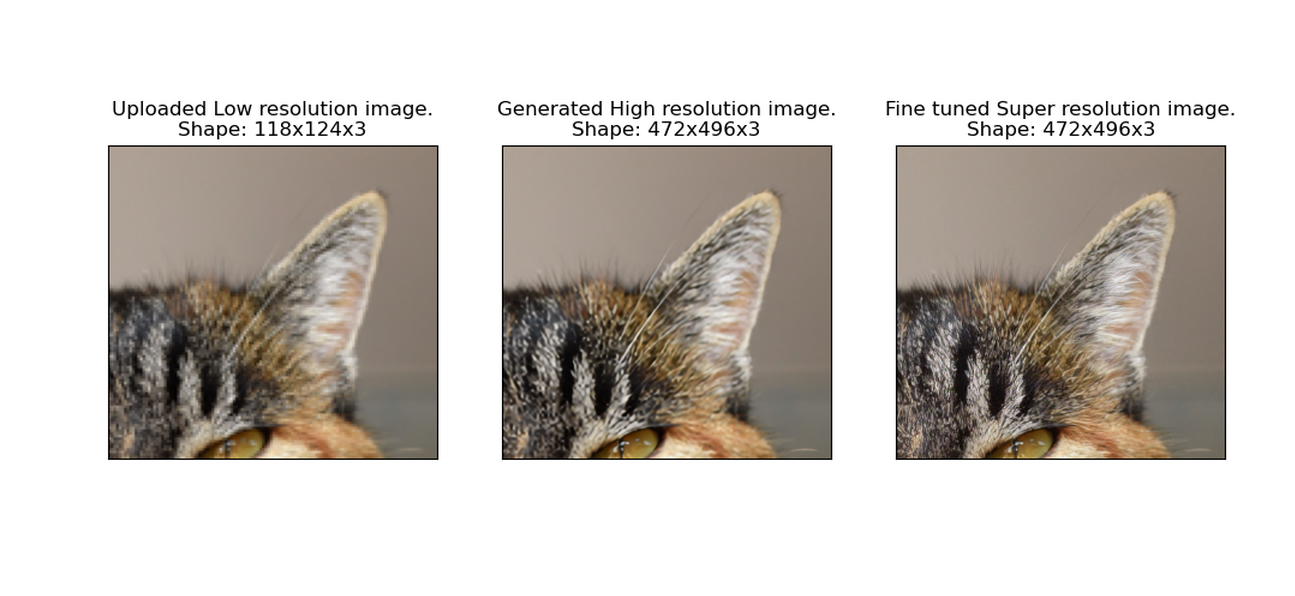 Uploaded Low resolution image.
Shape: 118x124x3
Generated High resolution image.
Shape: 472x496x3
Fine tuned Super resolution image.
Shape: 472x496x3